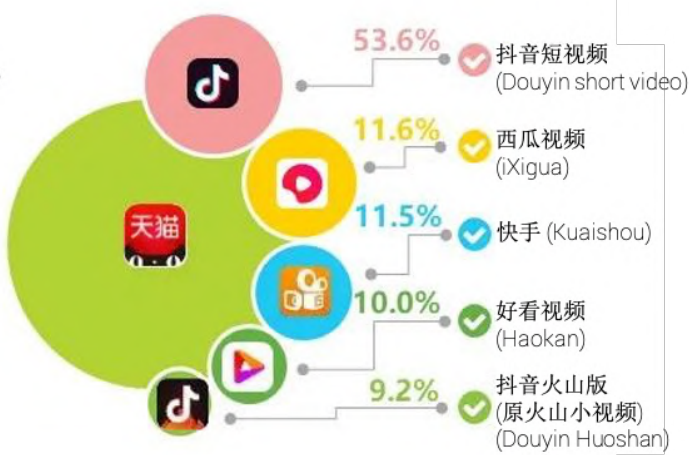 53.6%
抖音短视频
(Douyin short video)
天猫
11.6%
西瓜视频
(iXigua)
11.5%
快手 (Kuaishou)
10.0%
好看视频
(Haokan)
9.2%
抖音火山版
(原火山小视频)
(Douyin Huoshan)